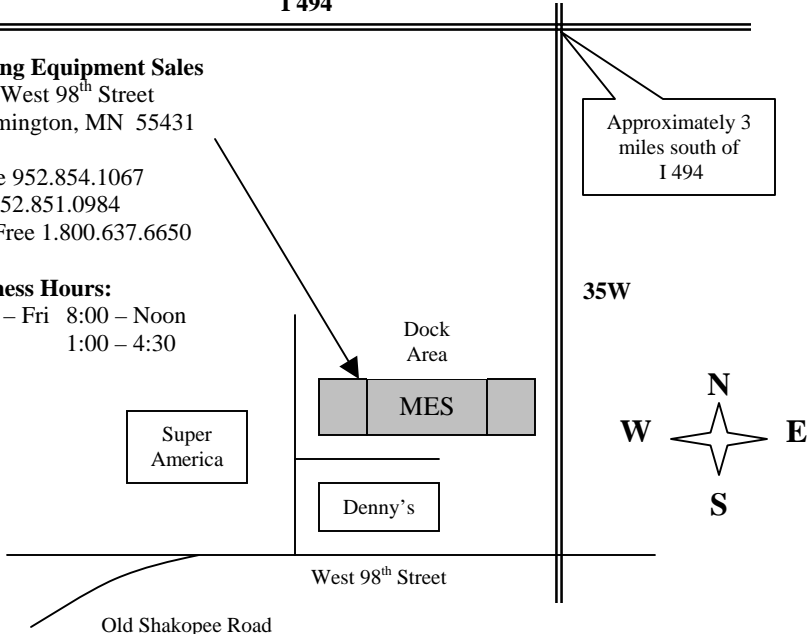 I 494
ng Equipment Sales
West 98th Street
mington, MN 55431
e 952.854.1067
52.851.0984
Free 1.800.637.6650
ness Hours:
– Fri 8:00 – Noon
1:00 – 4:30
Approximately 3
miles south of
I 494
35W
Dock
Area
MES
Super
America
Denny's
N
W
E
S
West 98th Street
Old Shakopee Road